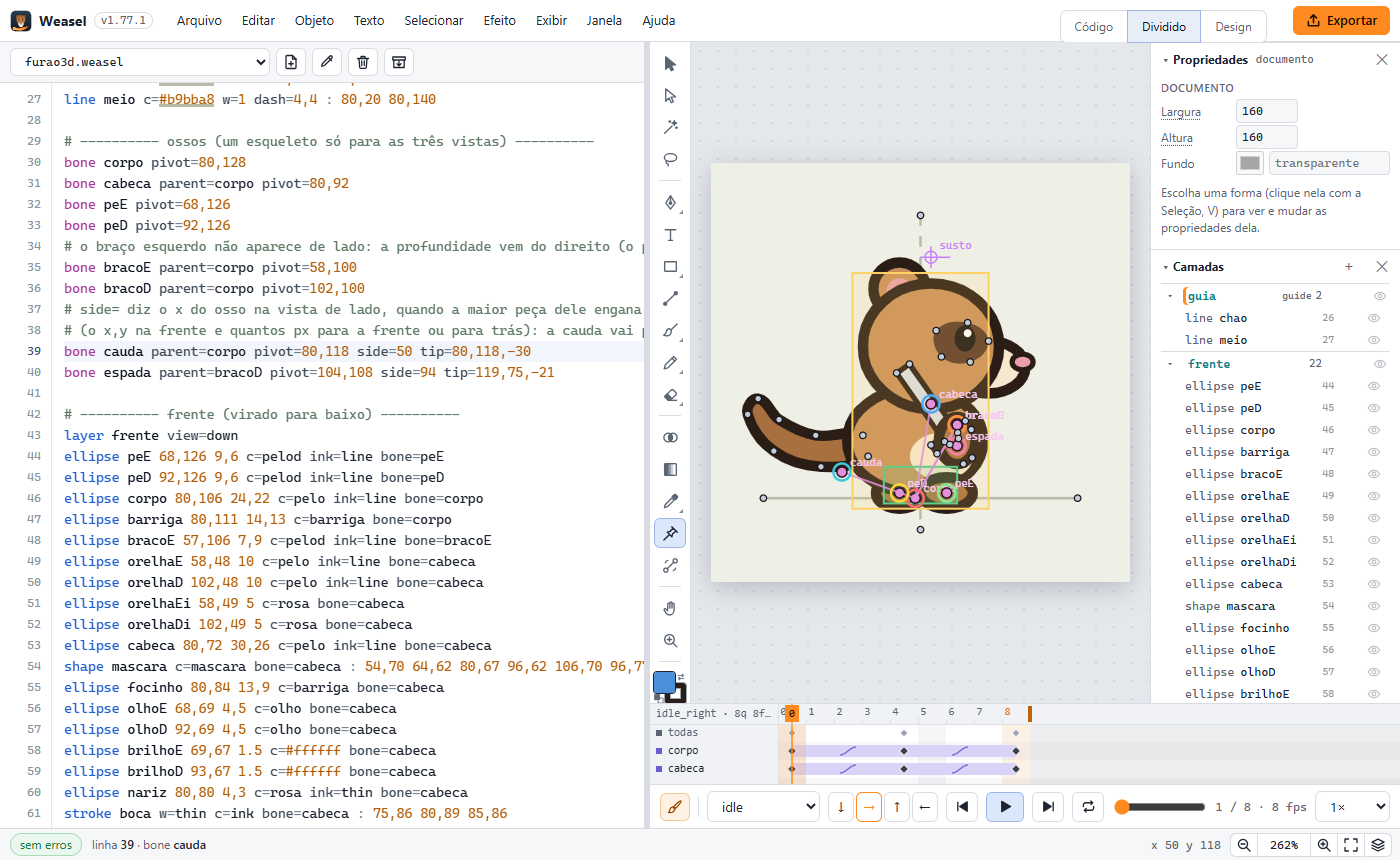 Weasel v1.77.1 Arquivo Editar Objeto Texto Selecionar Efeito Exibir Janela Ajuda
Código Dividido Design Exportar
furao3d.weasel
27 line meio c=#b9bba8 w=1 dash=4,4 : 80,20 80,140
28
29 # ---------- ossos (um esqueleto só para as três vistas) ----------
30 bone corpo pivot=80,128
31 bone cabeca parent=corpo pivot=80,92
32 bone peE pivot=68,126
33 bone peD pivot=92,126
34 # o braço esquerdo não aparece de lado: a profundidade vem do direito (o p
35 bone bracoE parent=corpo pivot=58,100
36 bone bracoD parent=corpo pivot=102,100
37 # side= diz o x do osso na vista de lado, quando a maior peça dele engana
38 # (o x,y na frente e quantos px para a frente ou para trás): a cauda vai p
39 bone cauda parent=corpo pivot=80,118 side=50 tip=80,118,-30
40 bone espada parent=bracoD pivot=104,108 side=94 tip=119,75,-21
41
42 # ---------- frente (virado para baixo) ----------
43 layer frente view=down
44 ellipse peE 68,126 9,6 c=pelod ink=line bone=peE
45 ellipse peD 92,126 9,6 c=pelod ink=line bone=peD
46 ellipse corpo 80,106 24,22 c=pelo ink=line bone=corpo
47 ellipse barriga 80,111 14,13 c=barriga bone=corpo
48 ellipse bracoE 57,106 7,9 c=pelod ink=line bone=bracoE
49 ellipse orelhaE 58,48 10 c=pelo ink=line bone=cabeca
50 ellipse orelhaD 102,48 10 c=pelo ink=line bone=cabeca
51 ellipse orelhaEi 58,49 5 c=rosa bone=cabeca
52 ellipse orelhaDi 102,49 5 c=rosa bone=cabeca
53 ellipse cabeca 80,72 30,26 c=pelo ink=line bone=cabeca
54 shape mascara c=mascara bone=cabeca : 54,70 64,62 80,67 96,62 106,70 96,7
55 ellipse focinho 80,84 13,9 c=barriga bone=cabeca
56 ellipse olhoE 68,69 4,5 c=olho bone=cabeca
57 ellipse olhoD 92,69 4,5 c=olho bone=cabeca
58 ellipse brilhoE 69,67 1.5 c=#ffffff bone=cabeca
59 ellipse brilhoD 93,67 1.5 c=#ffffff bone=cabeca
60 ellipse nariz 80,80 4,3 c=rosa ink=thin bone=cabeca
61 stroke boca w=thin c=ink bone=cabeca : 75,86 80,89 85,86
susto
cabeca
espada
cauda
peD
peE
Propriedades documento
DOCUMENTO
Largura 160
Altura 160
Fundo transparente
Escolha uma forma (clique nela com a
Seleção, V) para ver e mudar as
propriedades dela.
Camadas +
guia guide 2
line chao 26
line meio 27
frente 22
ellipse peE 44
ellipse peD 45
ellipse corpo 46
ellipse barriga 47
ellipse bracoE 48
ellipse orelhaE 49
ellipse orelhaD 50
ellipse orelhaEi 51
ellipse orelhaDi 52
ellipse cabeca 53
shape mascara 54
ellipse focinho 55
ellipse olhoE 56
ellipse olhoD 57
ellipse brilhoE 58
idle_right · 8q 8f… 0 1 2 3 4 5 6 7 8
todas
corpo
cabeca
idle 1 / 8 · 8 fps 1×
sem erros linha 39 · bone cauda x 50 y 118 262%